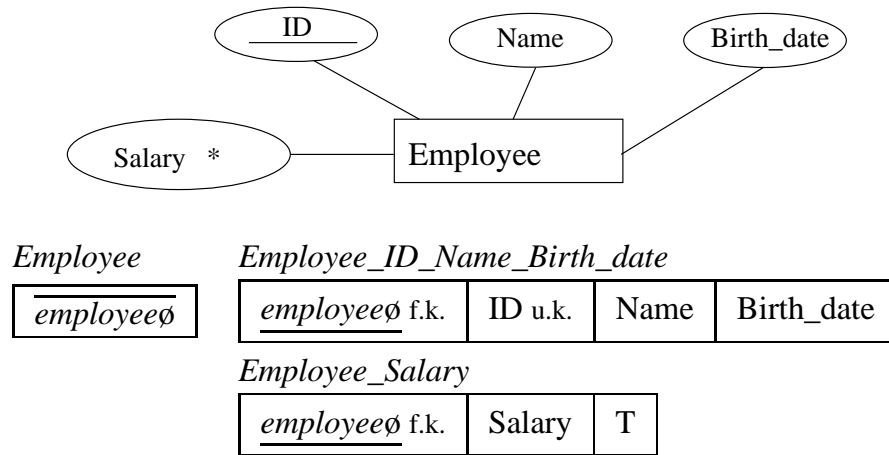 ID
Name
Birth_date
Salary *
Employee
Employee
Employee_ID_Name_Birth_date
employeeø
employeeø f.k. ID u.k. Name Birth_date
Employee_Salary
employeeø f.k. Salary T